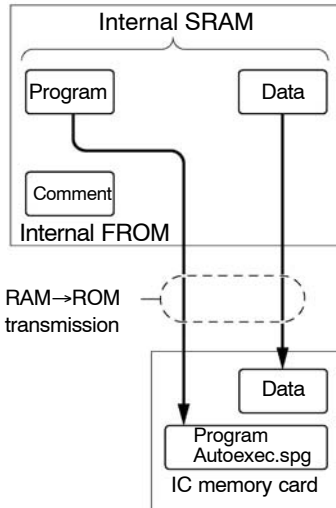 Internal SRAM
Program
Data
Comment
Internal FROM
RAM→ROM
transmission
Data
Program
Autoexec.spg
IC memory card